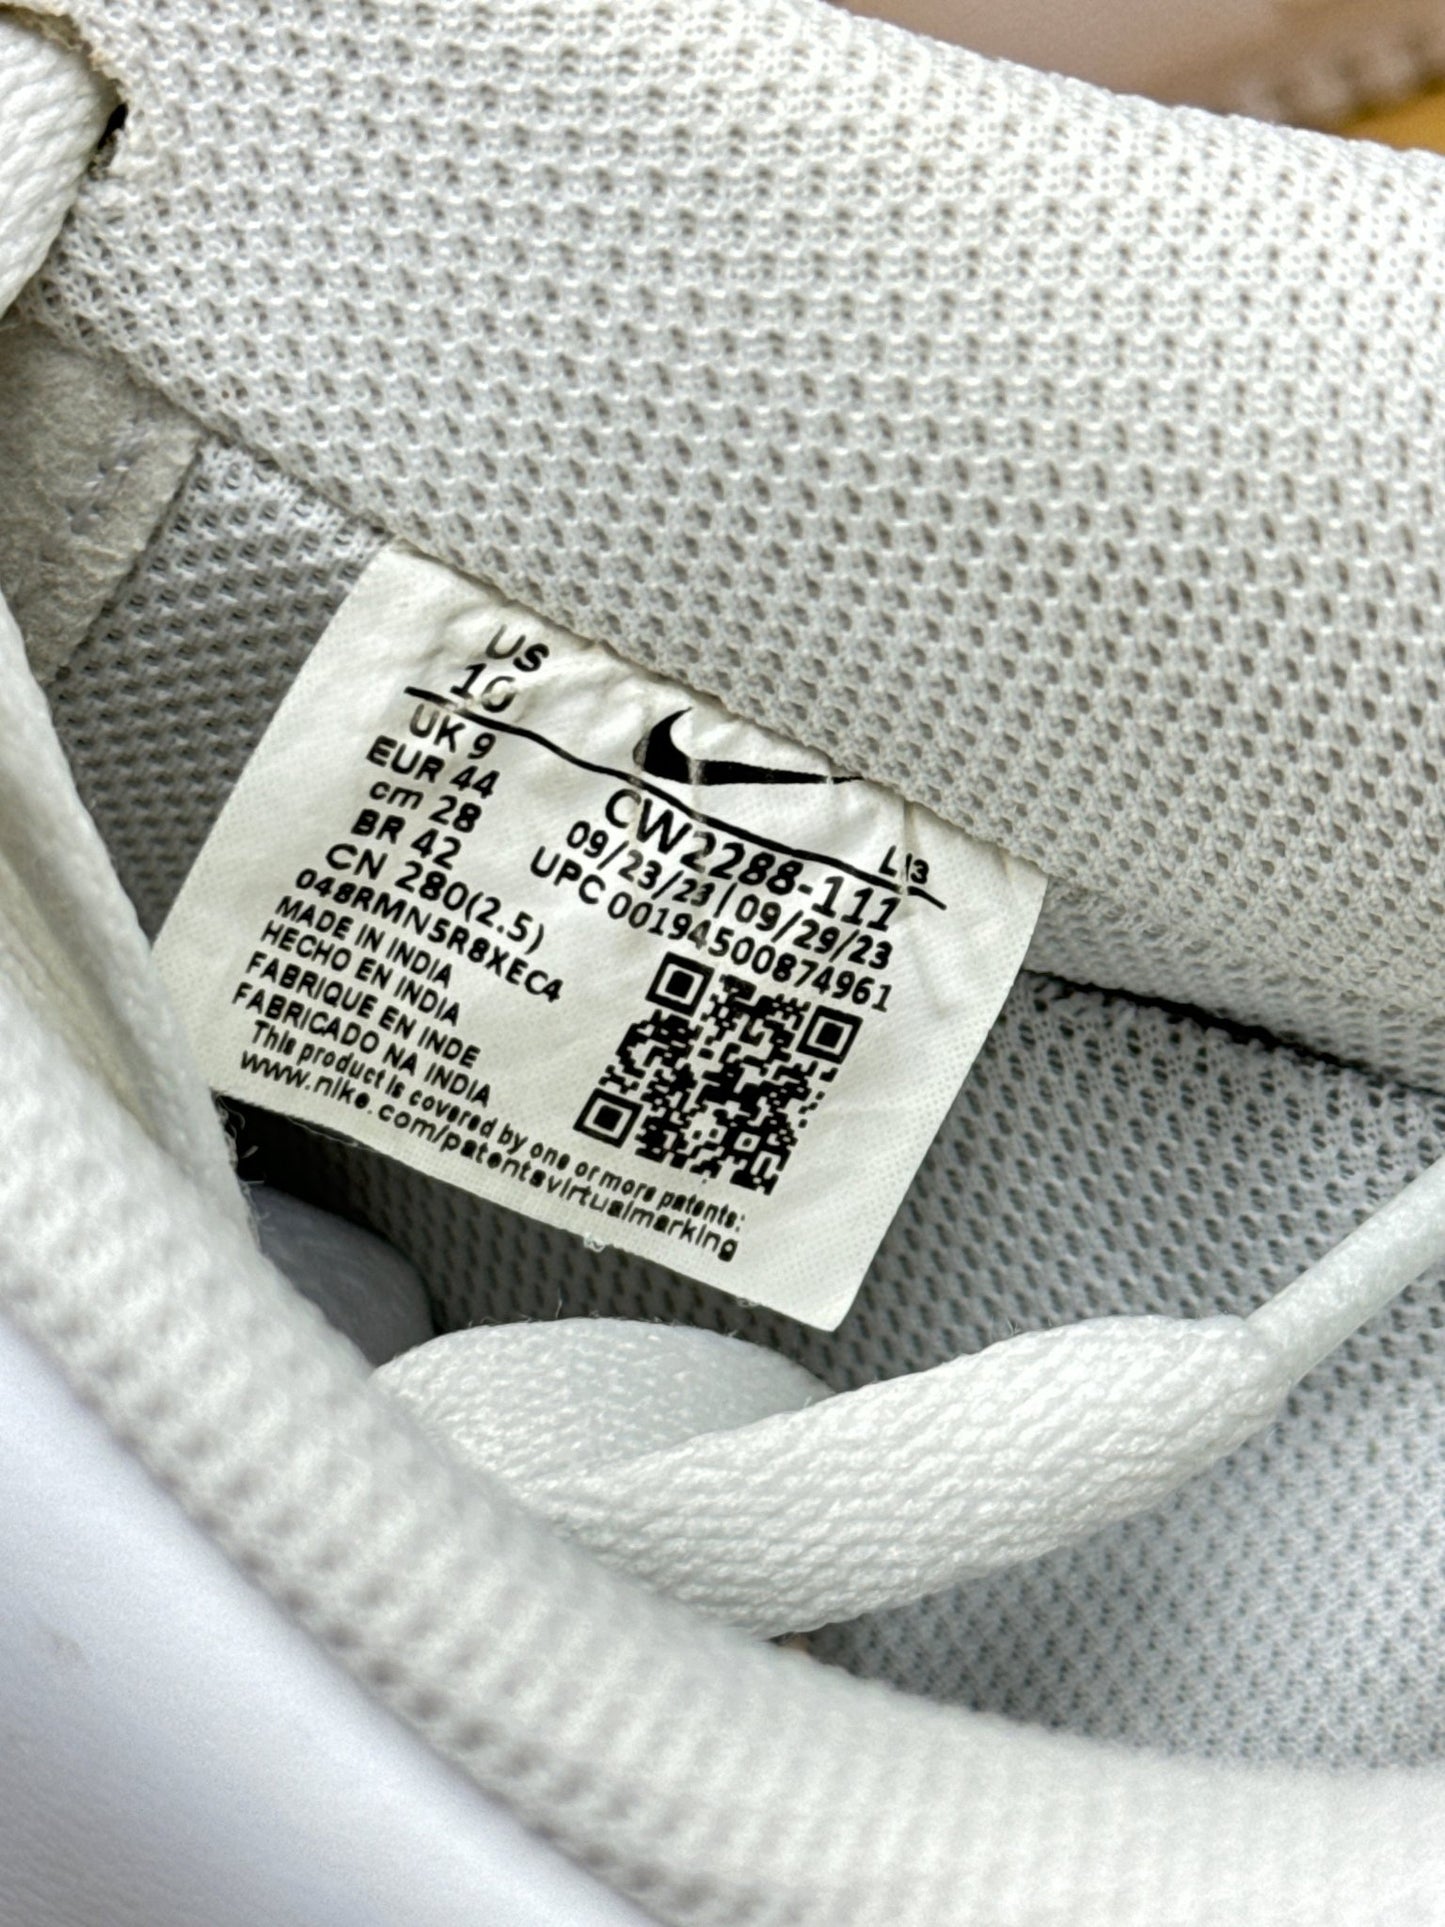 US
10
UK 9
EUR 44
cm 28
BR 42
CN 280(2.5)
048RMN5R8XEC4
MADE IN INDIA
HECHO EN INDIA
FABRIQUE EN INDE
FABRICADO NA INDIA
This product is covered by one or more patents:
www.nike.com/patentsvirtualmarking
CW2288-111
09/23/23|09/29/23
UPC 00194500874961